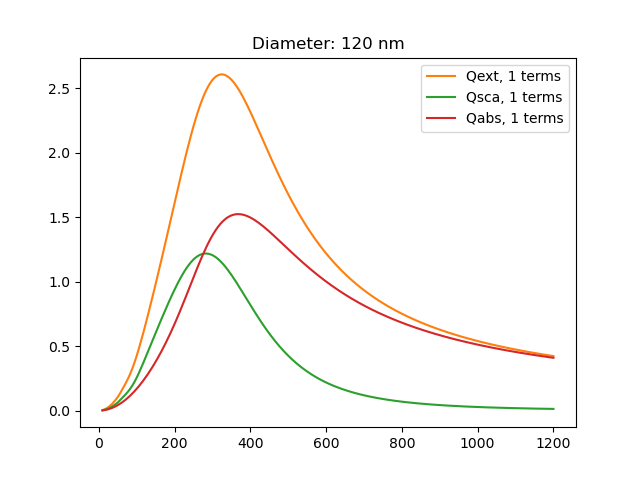 Diameter: 120 nm
Qext, 1 terms
Qsca, 1 terms
Qabs, 1 terms
2.5
2.0
1.5
1.0
0.5
0.0
0 200 400 600 800 1000 1200